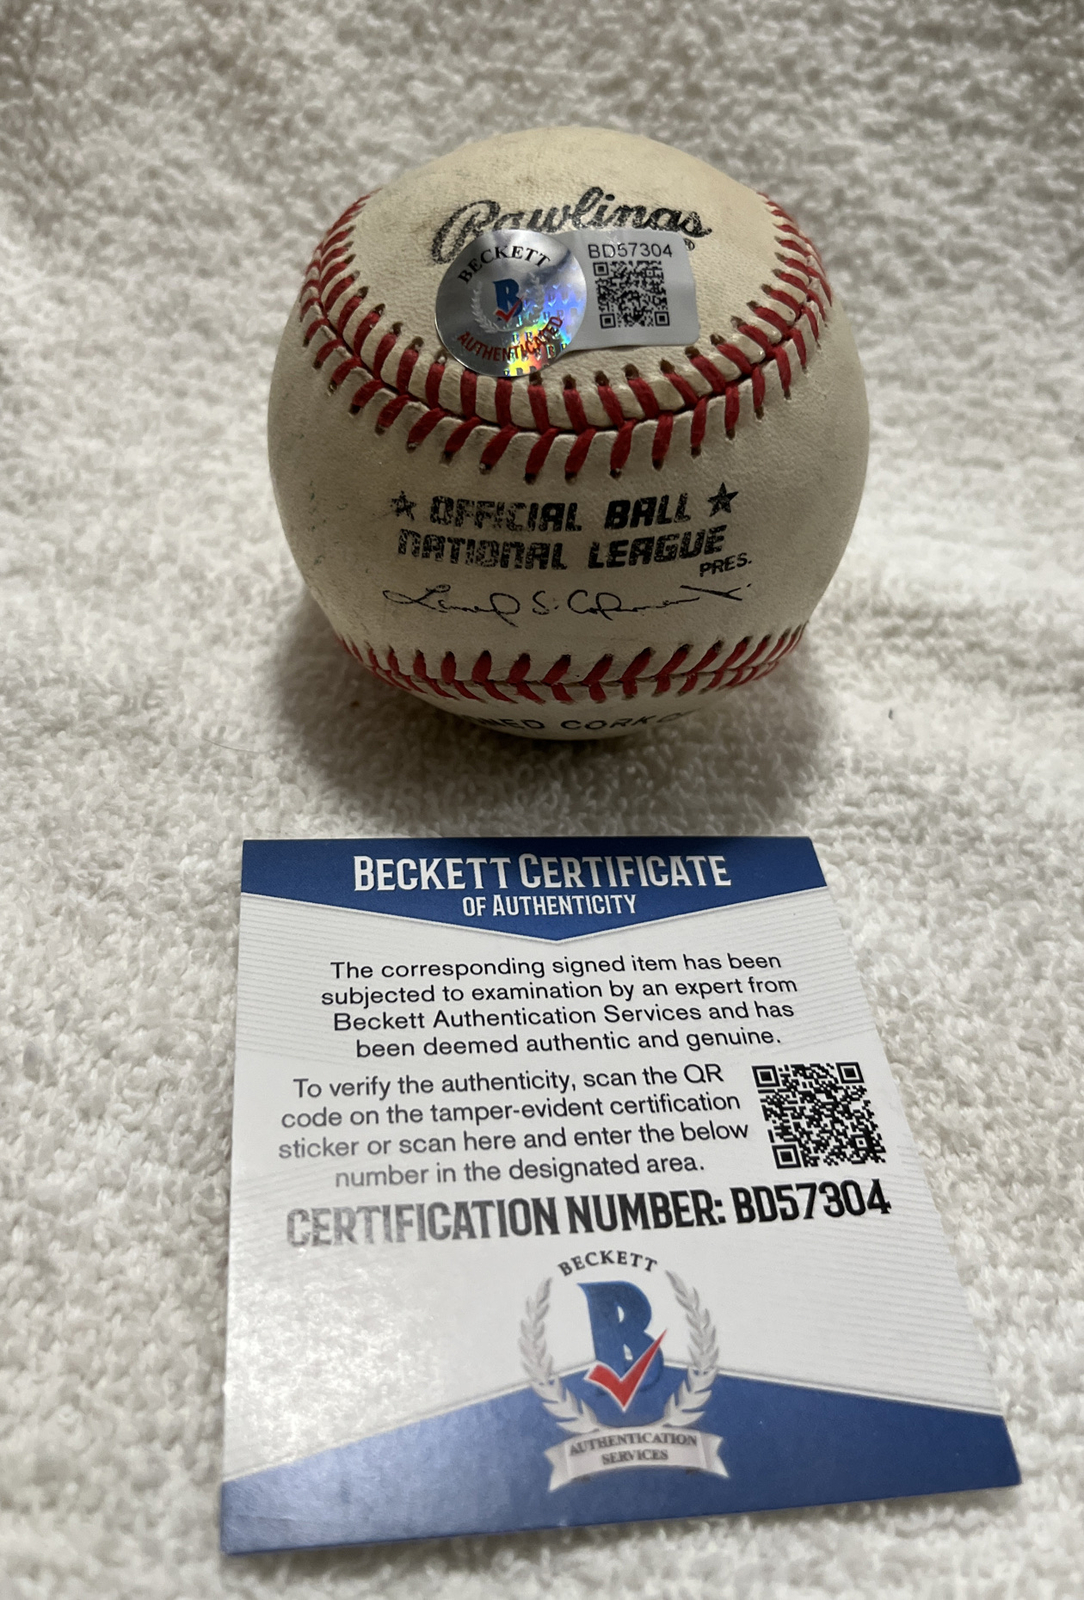 Rawlings
®
BECKETT
B
AUTHENTICATED
BD57304
OFFICIAL BALL
NATIONAL LEAGUE
PRES.
CORK
BECKETT CERTIFICATE
OF AUTHENTICITY
The corresponding signed item has been
subjected to examination by an expert from
Beckett Authentication Services and has
been deemed authentic and genuine.
To verify the authenticity, scan the QR
code on the tamper-evident certification
sticker or scan here and enter the below
number in the designated area.
CERTIFICATION NUMBER: BD57304
BECKETT
B
AUTHENTICATION
SERVICES